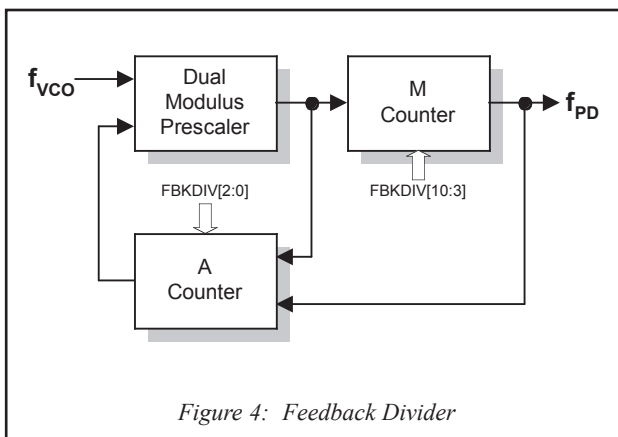 f_VCO
Dual
Modulus
Prescaler
M
Counter
f_PD
FBKDIV[2:0]
FBKDIV[10:3]
A
Counter
Figure 4: Feedback Divider